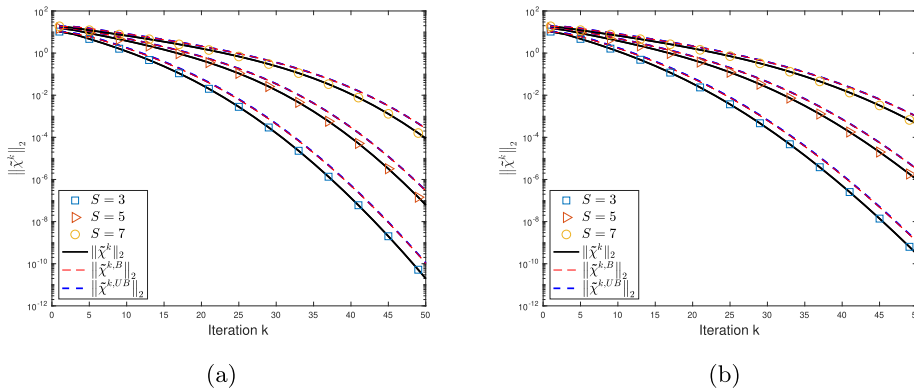 10^2
10^0
10^-2
10^-4
10^-6
10^-8
10^-10
10^-12
||χ̃^k||_2
S = 3
S = 5
S = 7
||χ̃^k||_2
||χ̃^{k,B}||_2
||χ̃^{k,UB}||_2
0 5 10 15 20 25 30 35 40 45 50
Iteration k
(a)
10^2
10^0
10^-2
10^-4
10^-6
10^-8
10^-10
10^-12
||χ̃^k||_2
S = 3
S = 5
S = 7
||χ̃^k||_2
||χ̃^{k,B}||_2
||χ̃^{k,UB}||_2
0 5 10 15 20 25 30 35 40 45 50
Iteration k
(b)